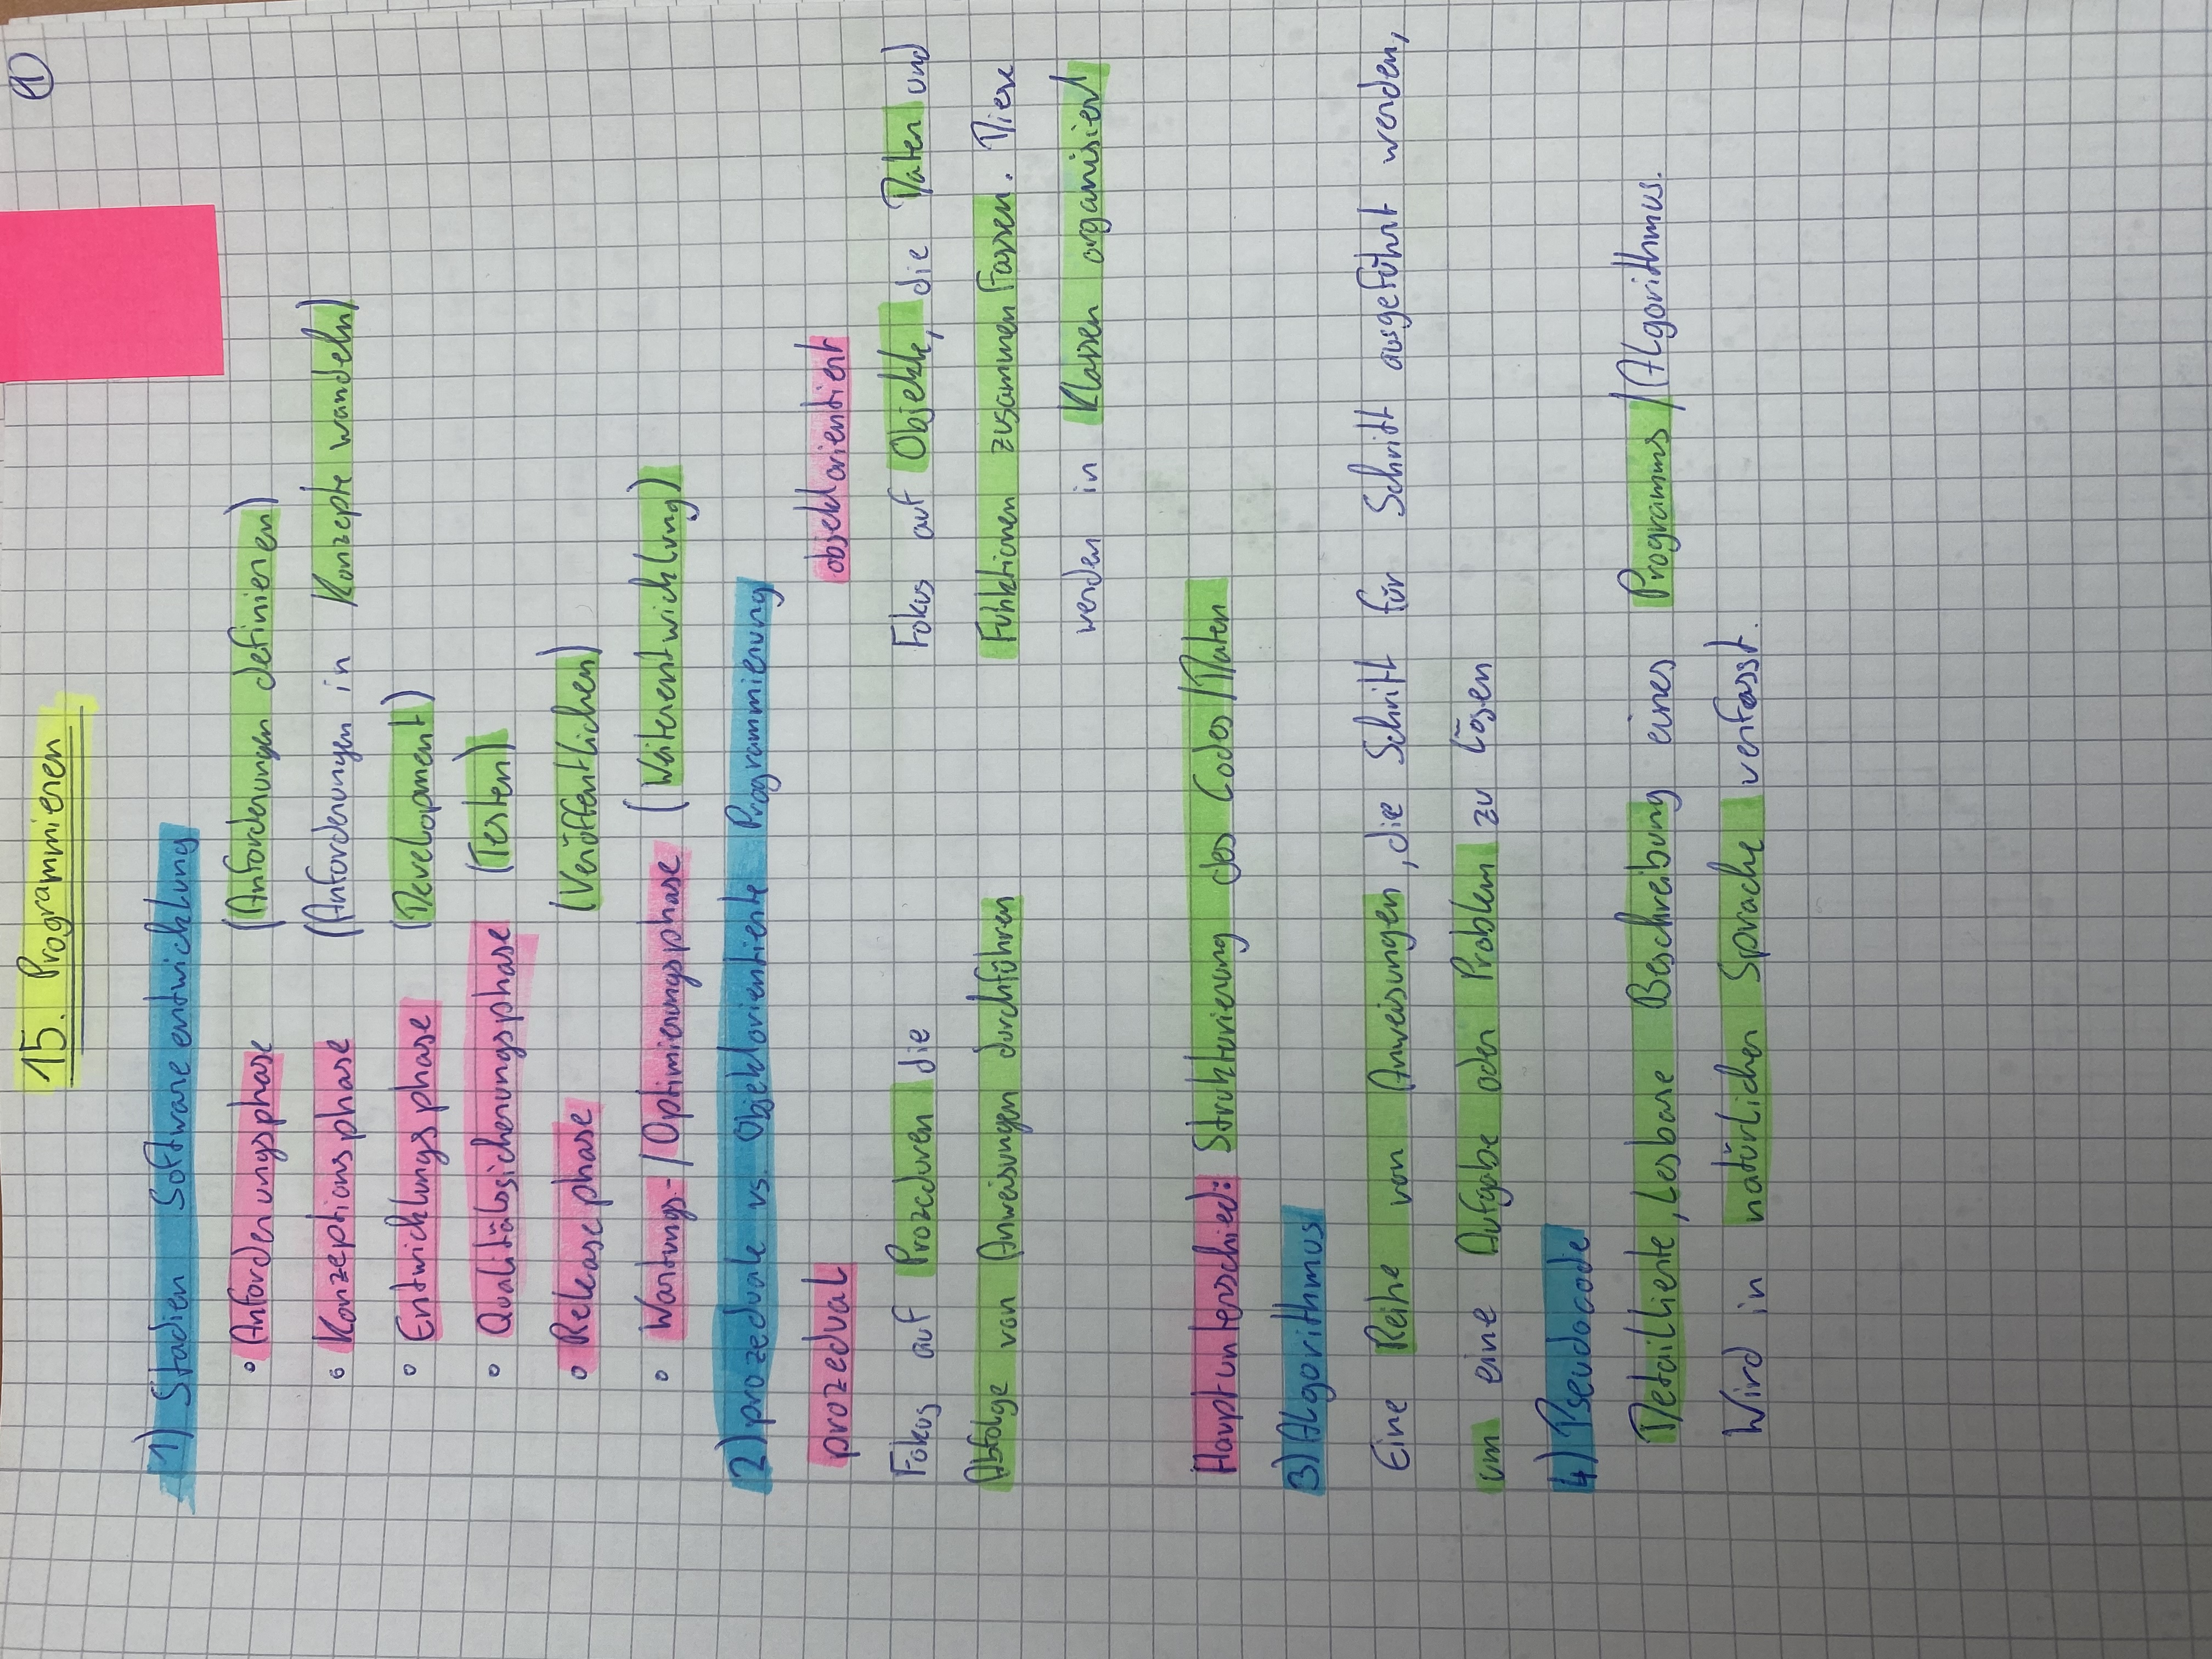 15. Programmieren
1
1) Stadien Softwareentwicklung
Anforderungsphase (Anforderungen definieren)
Konzeptionsphase (Anforderungen in Konzepte wandeln)
Entwicklungsphase (Development)
Qualitätssicherungsphase (Testen)
Releasephase (Veröffentlichen)
Wartungs-/Optimierungsphase (Weiterentwicklung)
2) prozeduale vs. Objektorientierte Programmierung
prozedual objektorientiert
Fokus auf Prozeduren die Fokus auf Objekte, die Daten und
Abfolge von Anweisungen durchführen Funktionen zusammenfassen. Diese
werden in Klassen organisiert
Hauptunterschied: Strukturierung des Codes/Daten
3) Algorithmus
Eine Reihe von Anweisungen, die Schritt für Schritt ausgeführt werden,
um eine Aufgabe oder Problem zu lösen
4) Pseudocode
Detaillierte, Lesbare Beschreibung eines Programms/Algorithmus.
Wird in natürlicher Sprache verfasst.